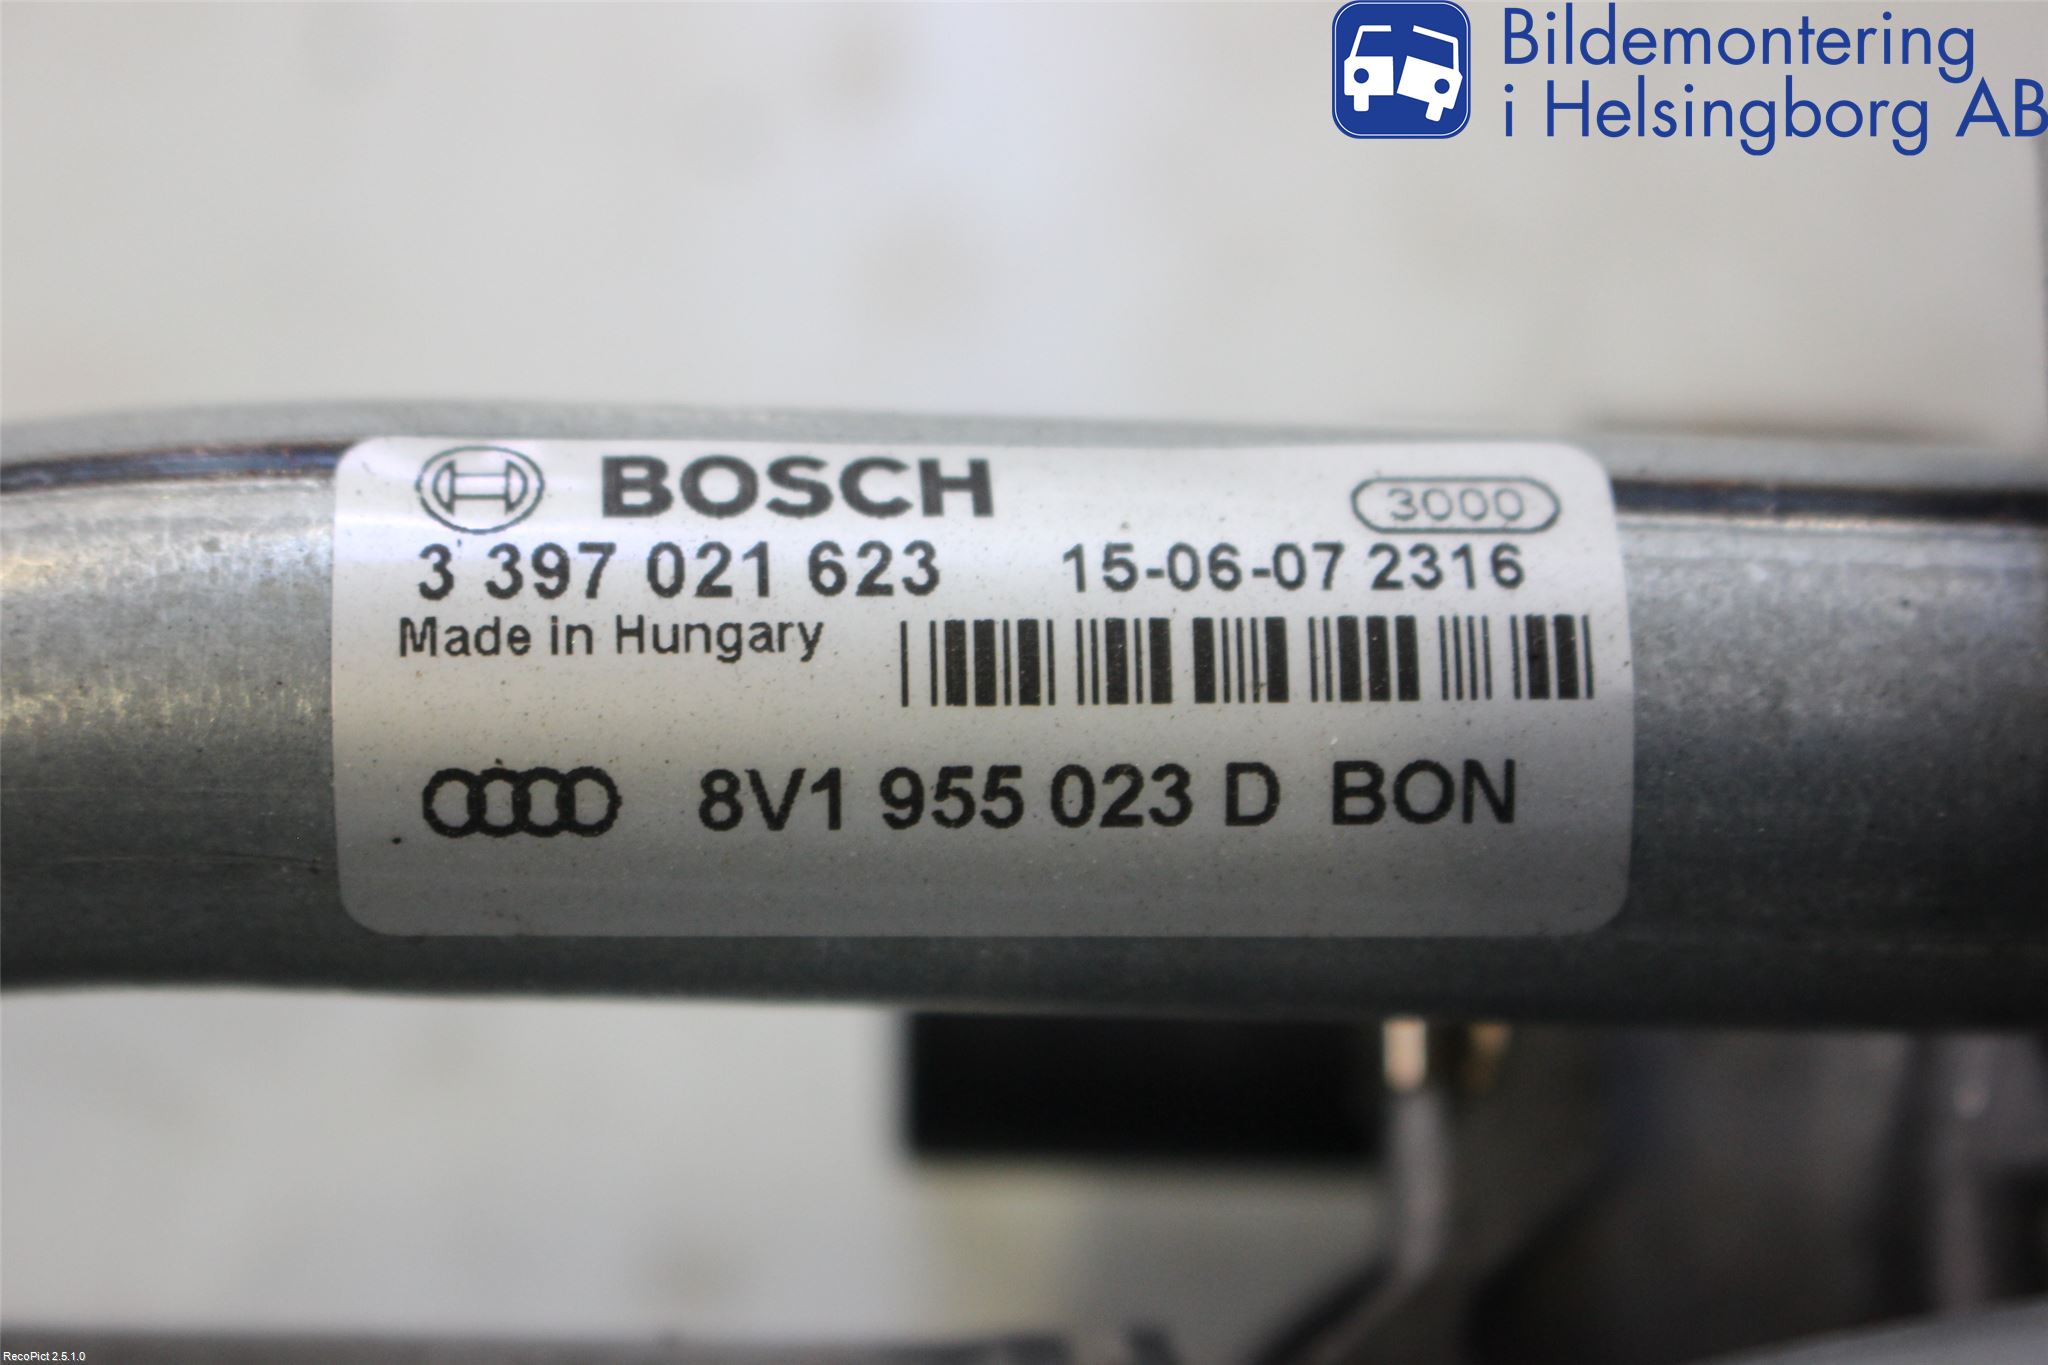 Bildemontering
i Helsingborg AB
BOSCH
3000
3 397 021 623 15-06-07 2316
Made in Hungary
8V1 955 023 D BON
RecoPict 2.5.1.0